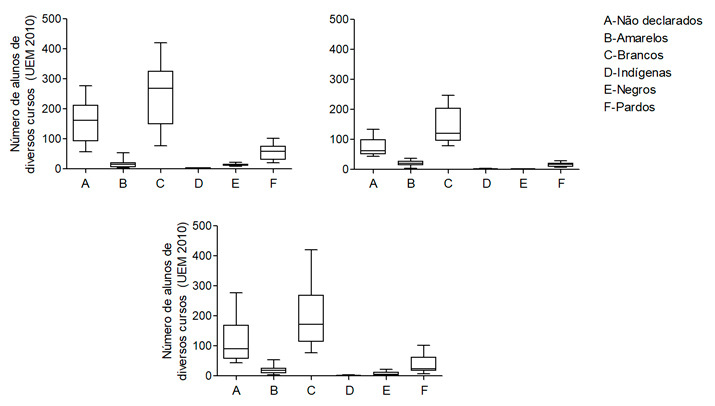 Número de alunos de
diversos cursos (UEM 2010)
500
400
300
200
100
0
A B C D E F
500
400
300
200
100
0
A B C D E F
A-Não declarados
B-Amarelos
C-Brancos
D-Indígenas
E-Negros
F-Pardos
Número de alunos de
diversos cursos (UEM 2010)
500
400
300
200
100
0
A B C D E F